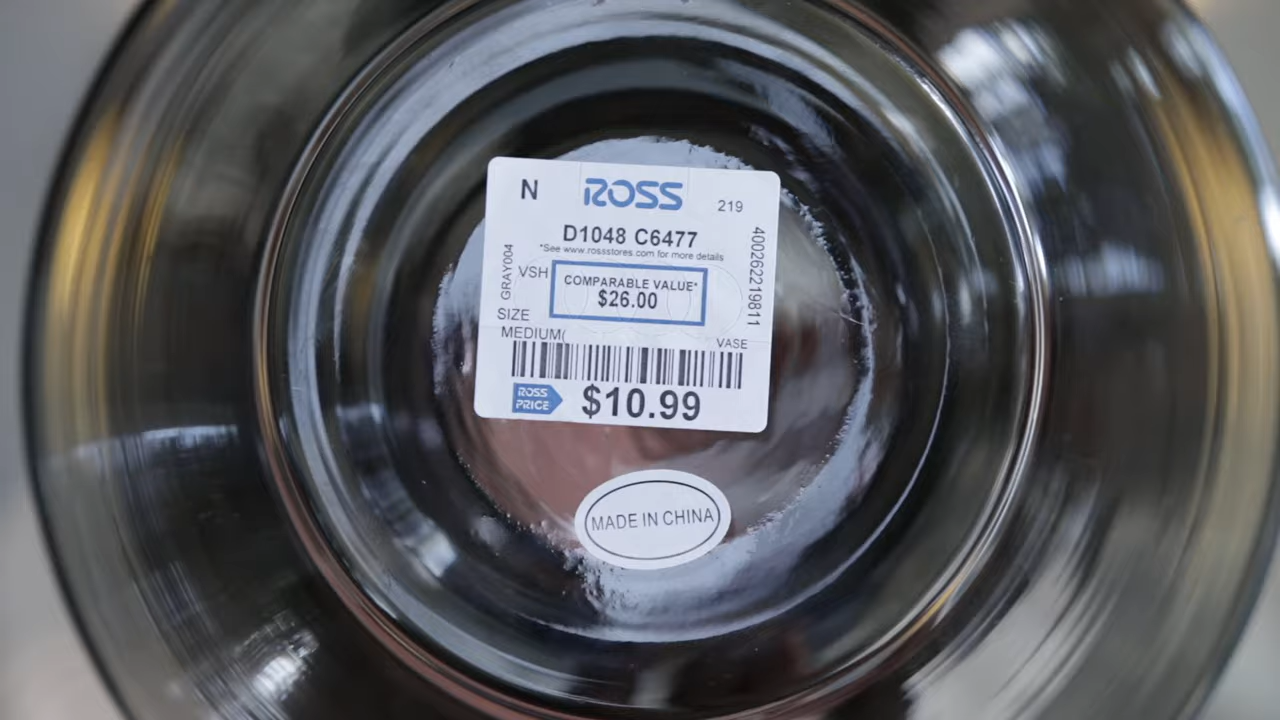 N ROSS 219
D1048 C6477
*See www.rossstores.com for more details
GRAY004
VSH
COMPARABLE VALUE*
$26.00
400262219811
SIZE
MEDIUM(
VASE
ROSS PRICE
$10.99
MADE IN CHINA